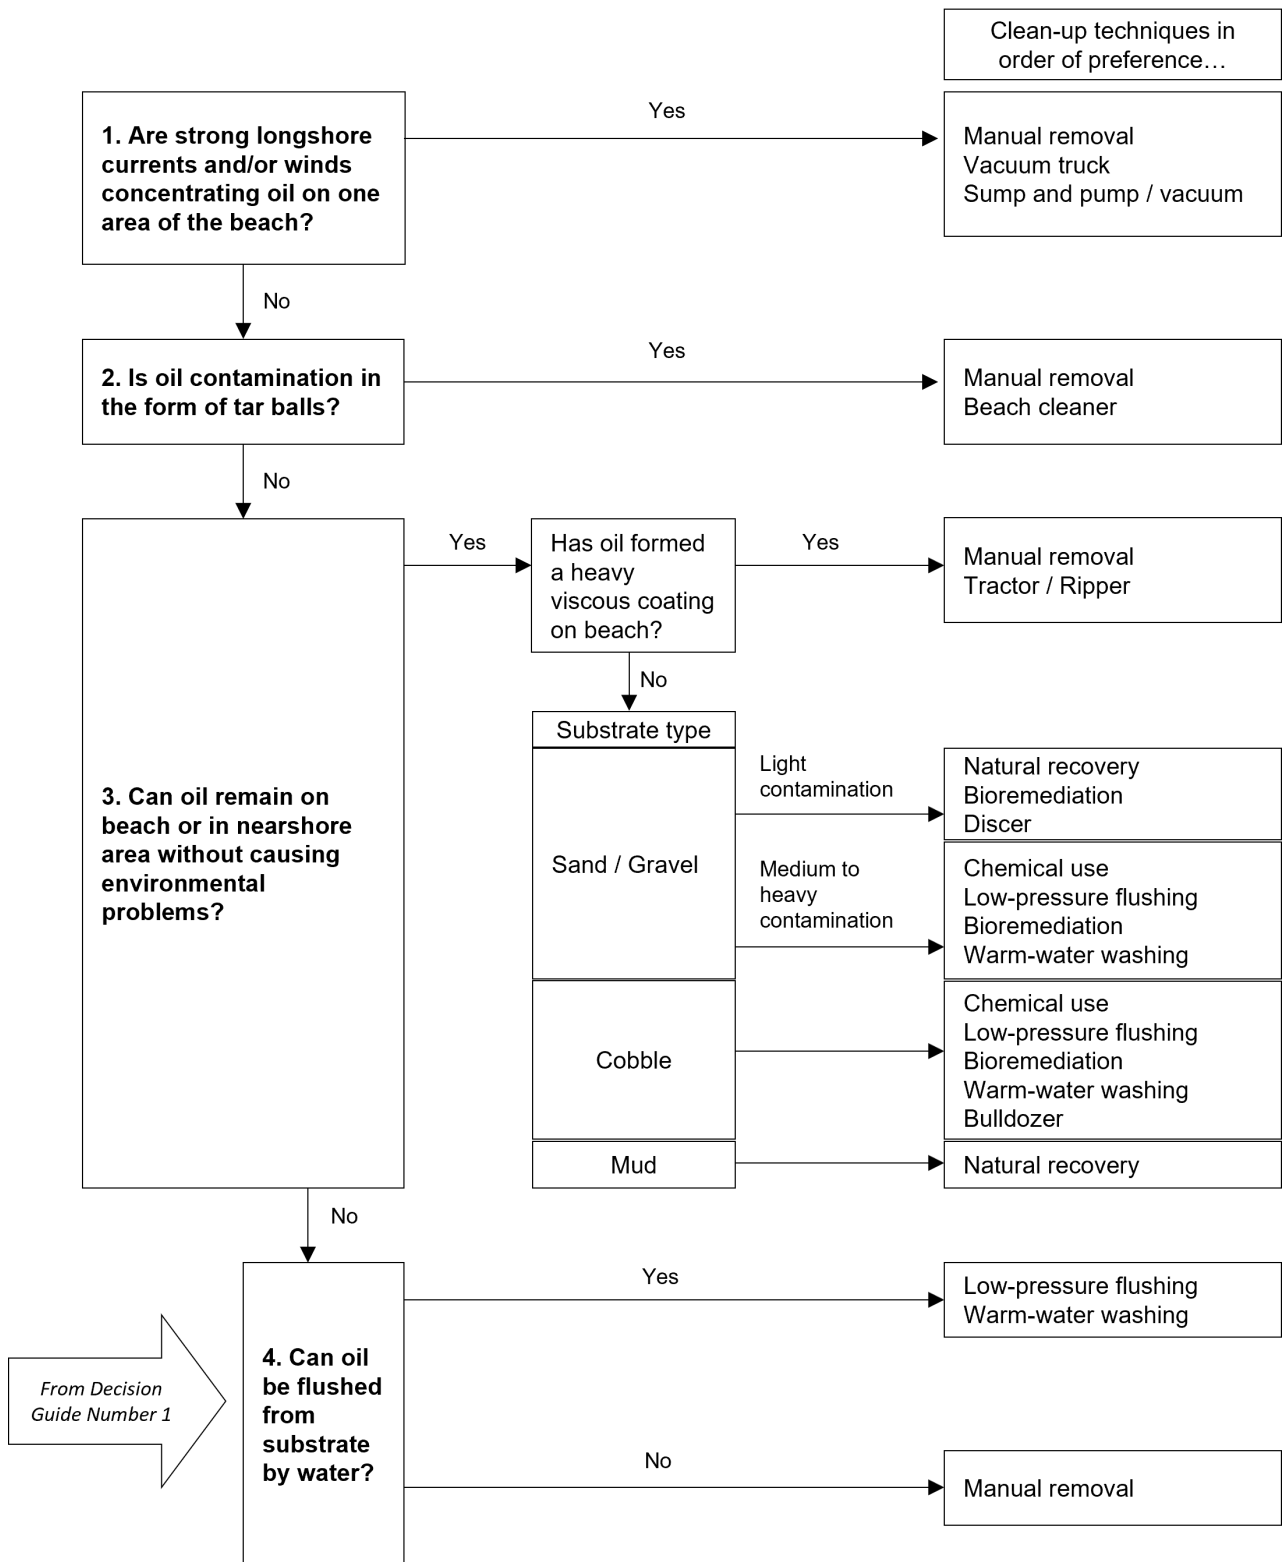 Clean-up techniques in
order of preference…
1. Are strong longshore
currents and/or winds
concentrating oil on one
area of the beach?
Yes
Manual removal
Vacuum truck
Sump and pump / vacuum
No
2. Is oil contamination in
the form of tar balls?
Yes
Manual removal
Beach cleaner
No
3. Can oil remain on
beach or in nearshore
area without causing
environmental
problems?
Yes
Has oil formed
a heavy
viscous coating
on beach?
Yes
Manual removal
Tractor / Ripper
No
Substrate type
Sand / Gravel
Light
contamination
Natural recovery
Bioremediation
Discer
Medium to
heavy
contamination
Chemical use
Low-pressure flushing
Bioremediation
Warm-water washing
Cobble
Chemical use
Low-pressure flushing
Bioremediation
Warm-water washing
Bulldozer
Mud
Natural recovery
No
From Decision
Guide Number 1
4. Can oil
be flushed
from
substrate
by water?
Yes
Low-pressure flushing
Warm-water washing
No
Manual removal